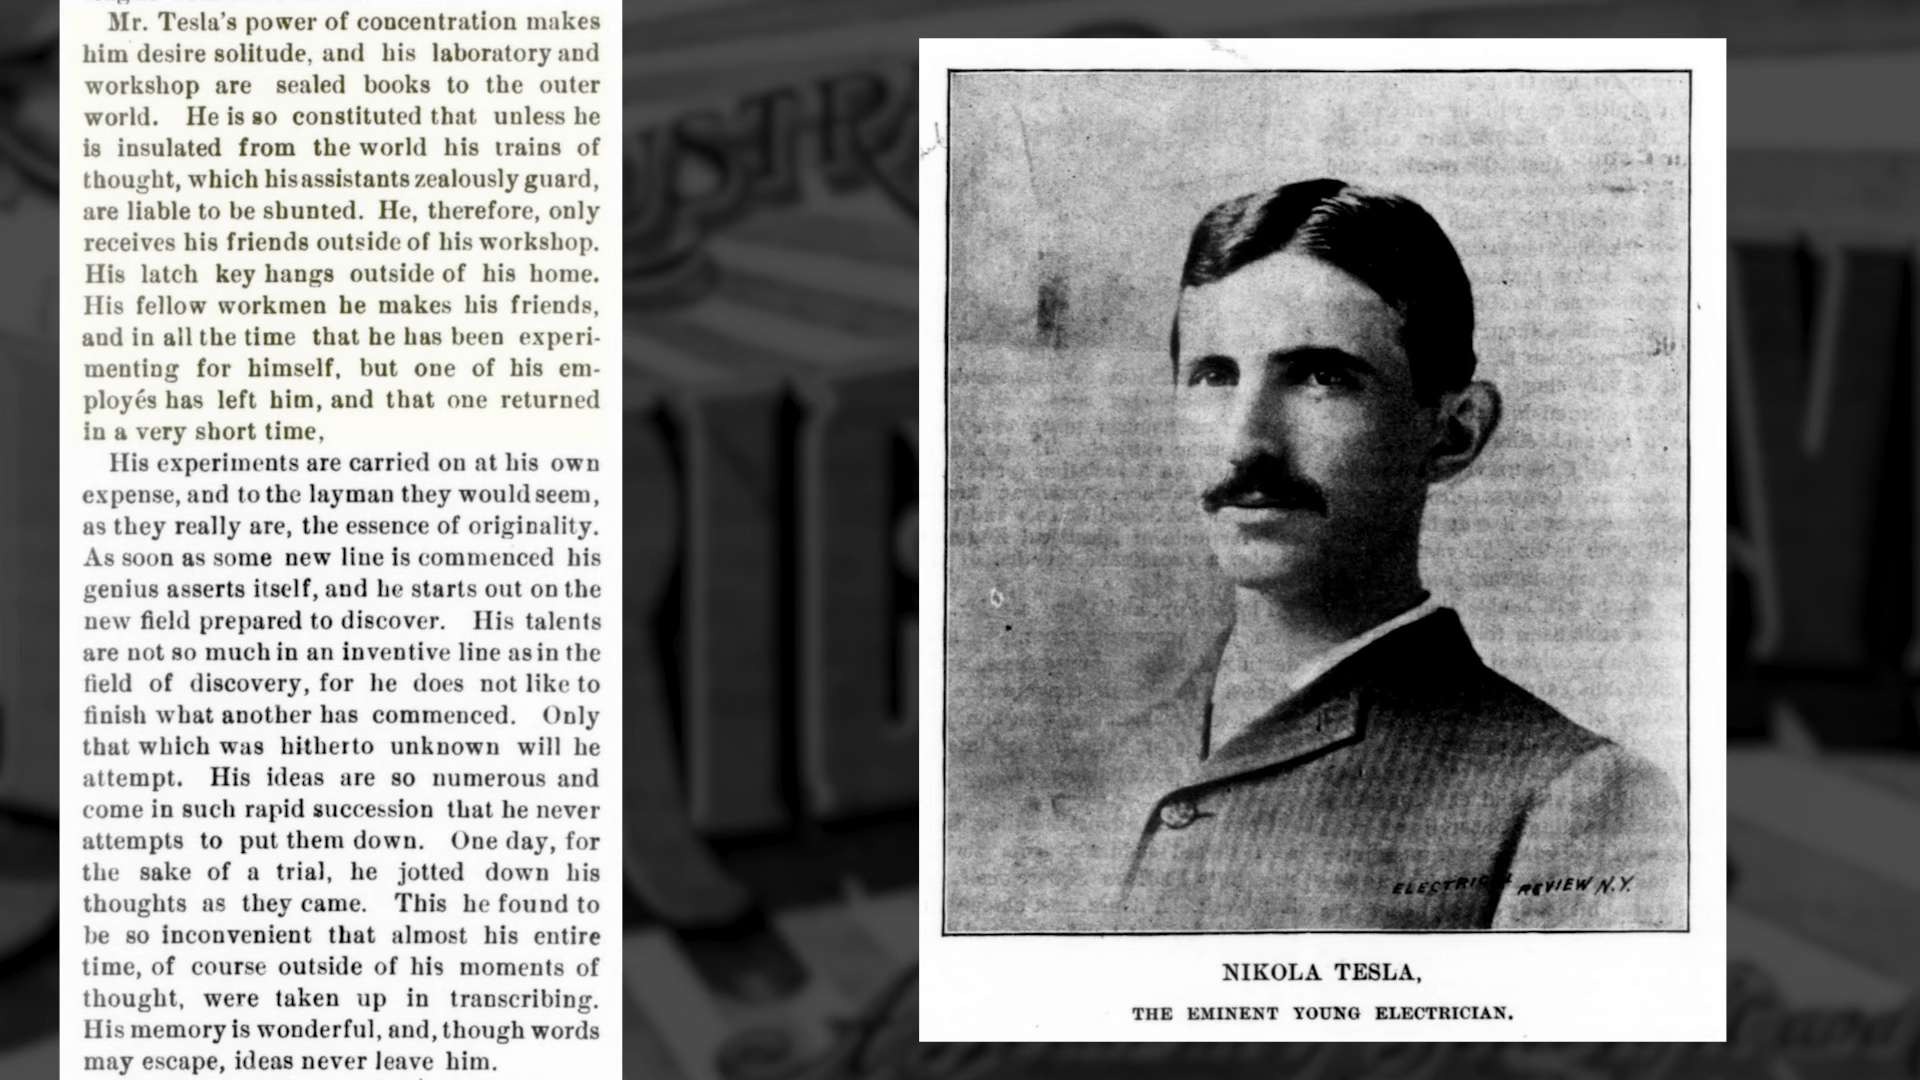 Mr. Tesla's power of concentration makes
him desire solitude, and his laboratory and
workshop are sealed books to the outer
world. He is so constituted that unless he
is insulated from the world his trains of
thought, which his assistants zealously guard,
are liable to be shunted. He, therefore, only
receives his friends outside of his workshop.
His latch key hangs outside of his home.
His fellow workmen he makes his friends,
and in all the time that he has been experi-
menting for himself, but one of his em-
ployés has left him, and that one returned
in a very short time,
His experiments are carried on at his own
expense, and to the layman they would seem,
as they really are, the essence of originality.
As soon as some new line is commenced his
genius asserts itself, and he starts out on the
new field prepared to discover. His talents
are not so much in an inventive line as in the
field of discovery, for he does not like to
finish what another has commenced. Only
that which was hitherto unknown will he
attempt. His ideas are so numerous and
come in such rapid succession that he never
attempts to put them down. One day, for
the sake of a trial, he jotted down his
thoughts as they came. This he found to
be so inconvenient that almost his entire
time, of course outside of his moments of
thought, were taken up in transcribing.
His memory is wonderful, and, though words
may escape, ideas never leave him.
ELECTRICAL REVIEW N.Y.
NIKOLA TESLA,
THE EMINENT YOUNG ELECTRICIAN.